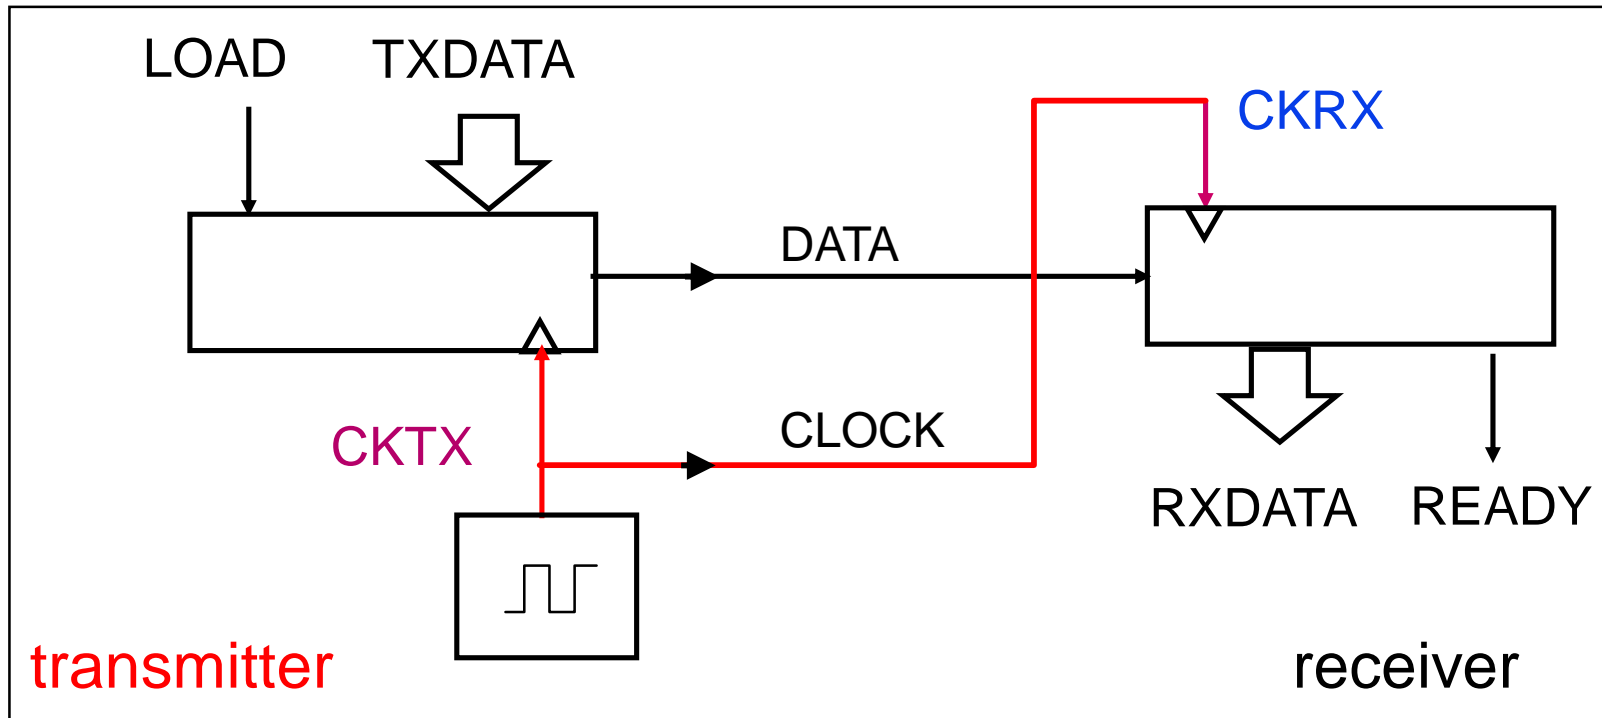 LOAD
TXDATA
CKRX
DATA
CKTX
CLOCK
RXDATA
READY
transmitter
receiver